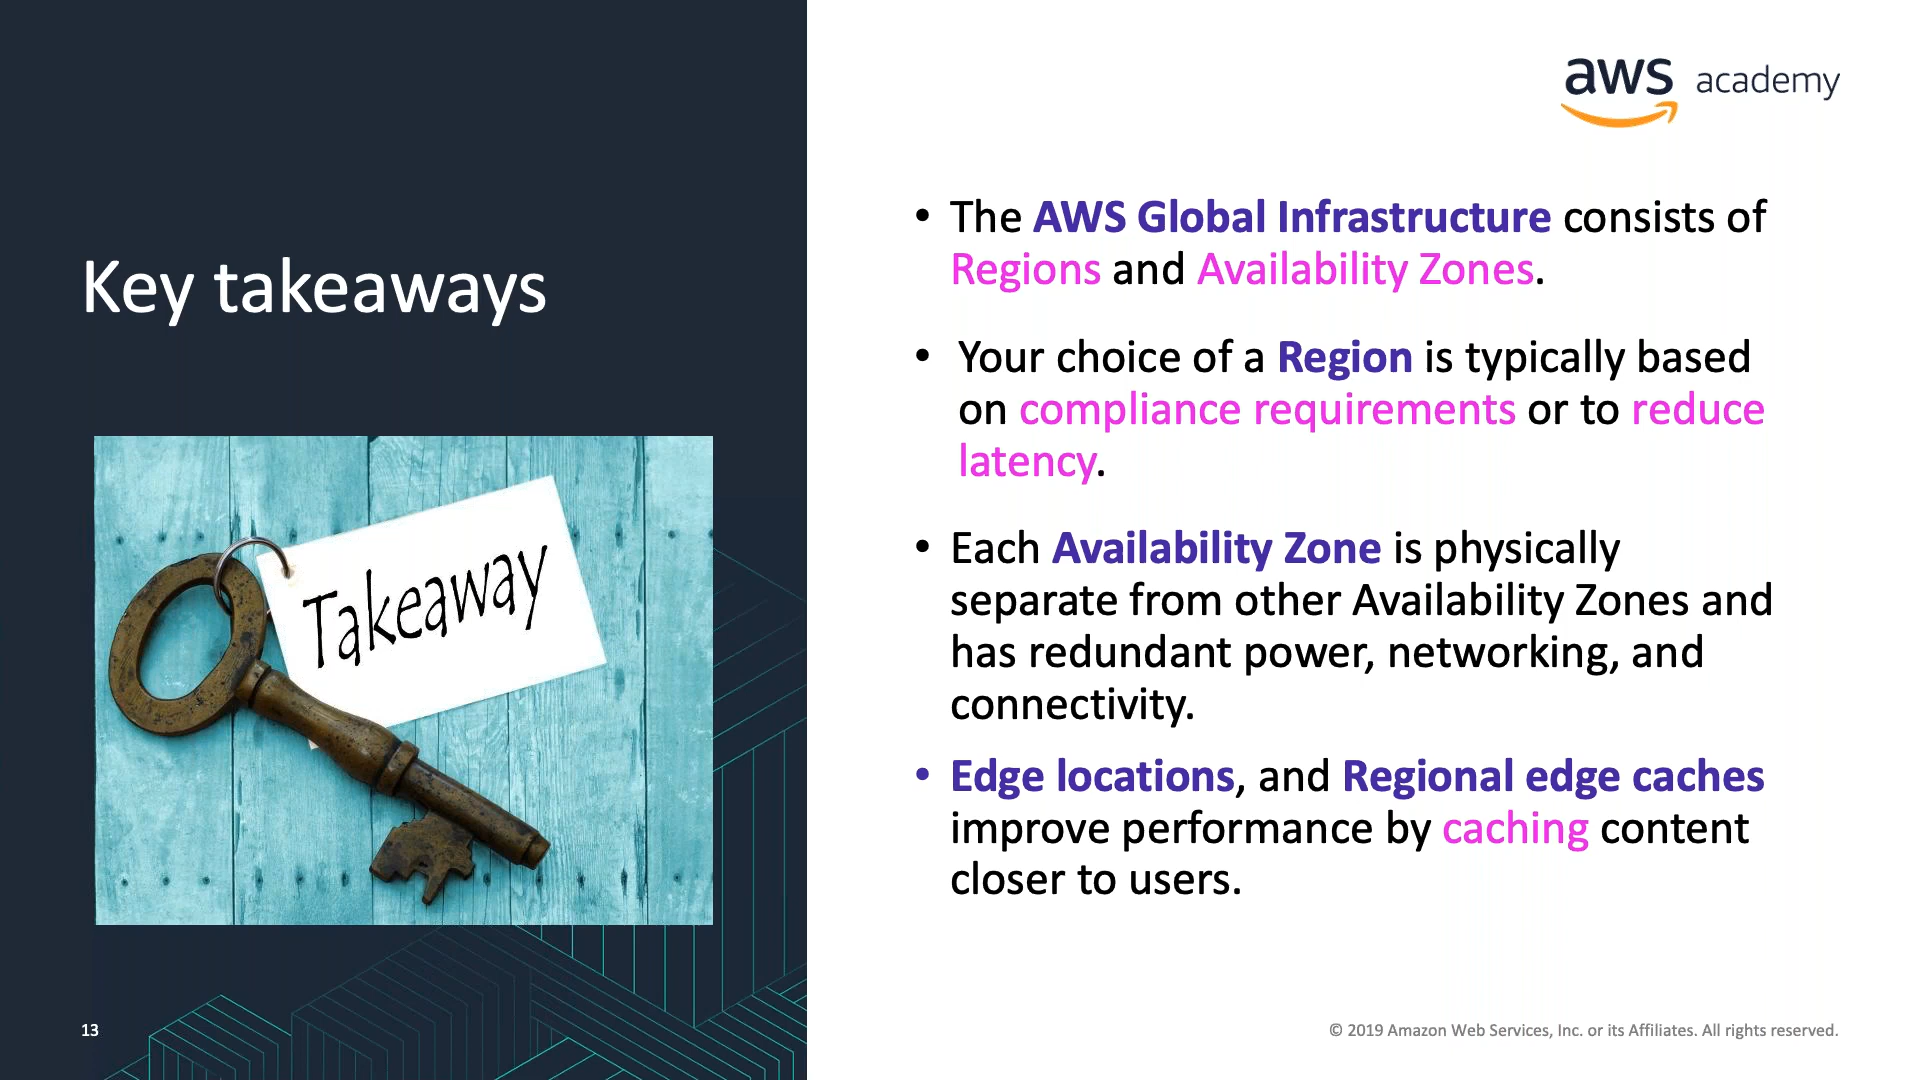 aws academy
Key takeaways
Takeaway
• The AWS Global Infrastructure consists of
Regions and Availability Zones.
• Your choice of a Region is typically based
on compliance requirements or to reduce
latency.
• Each Availability Zone is physically
separate from other Availability Zones and
has redundant power, networking, and
connectivity.
• Edge locations, and Regional edge caches
improve performance by caching content
closer to users.
13
© 2019 Amazon Web Services, Inc. or its Affiliates. All rights reserved.